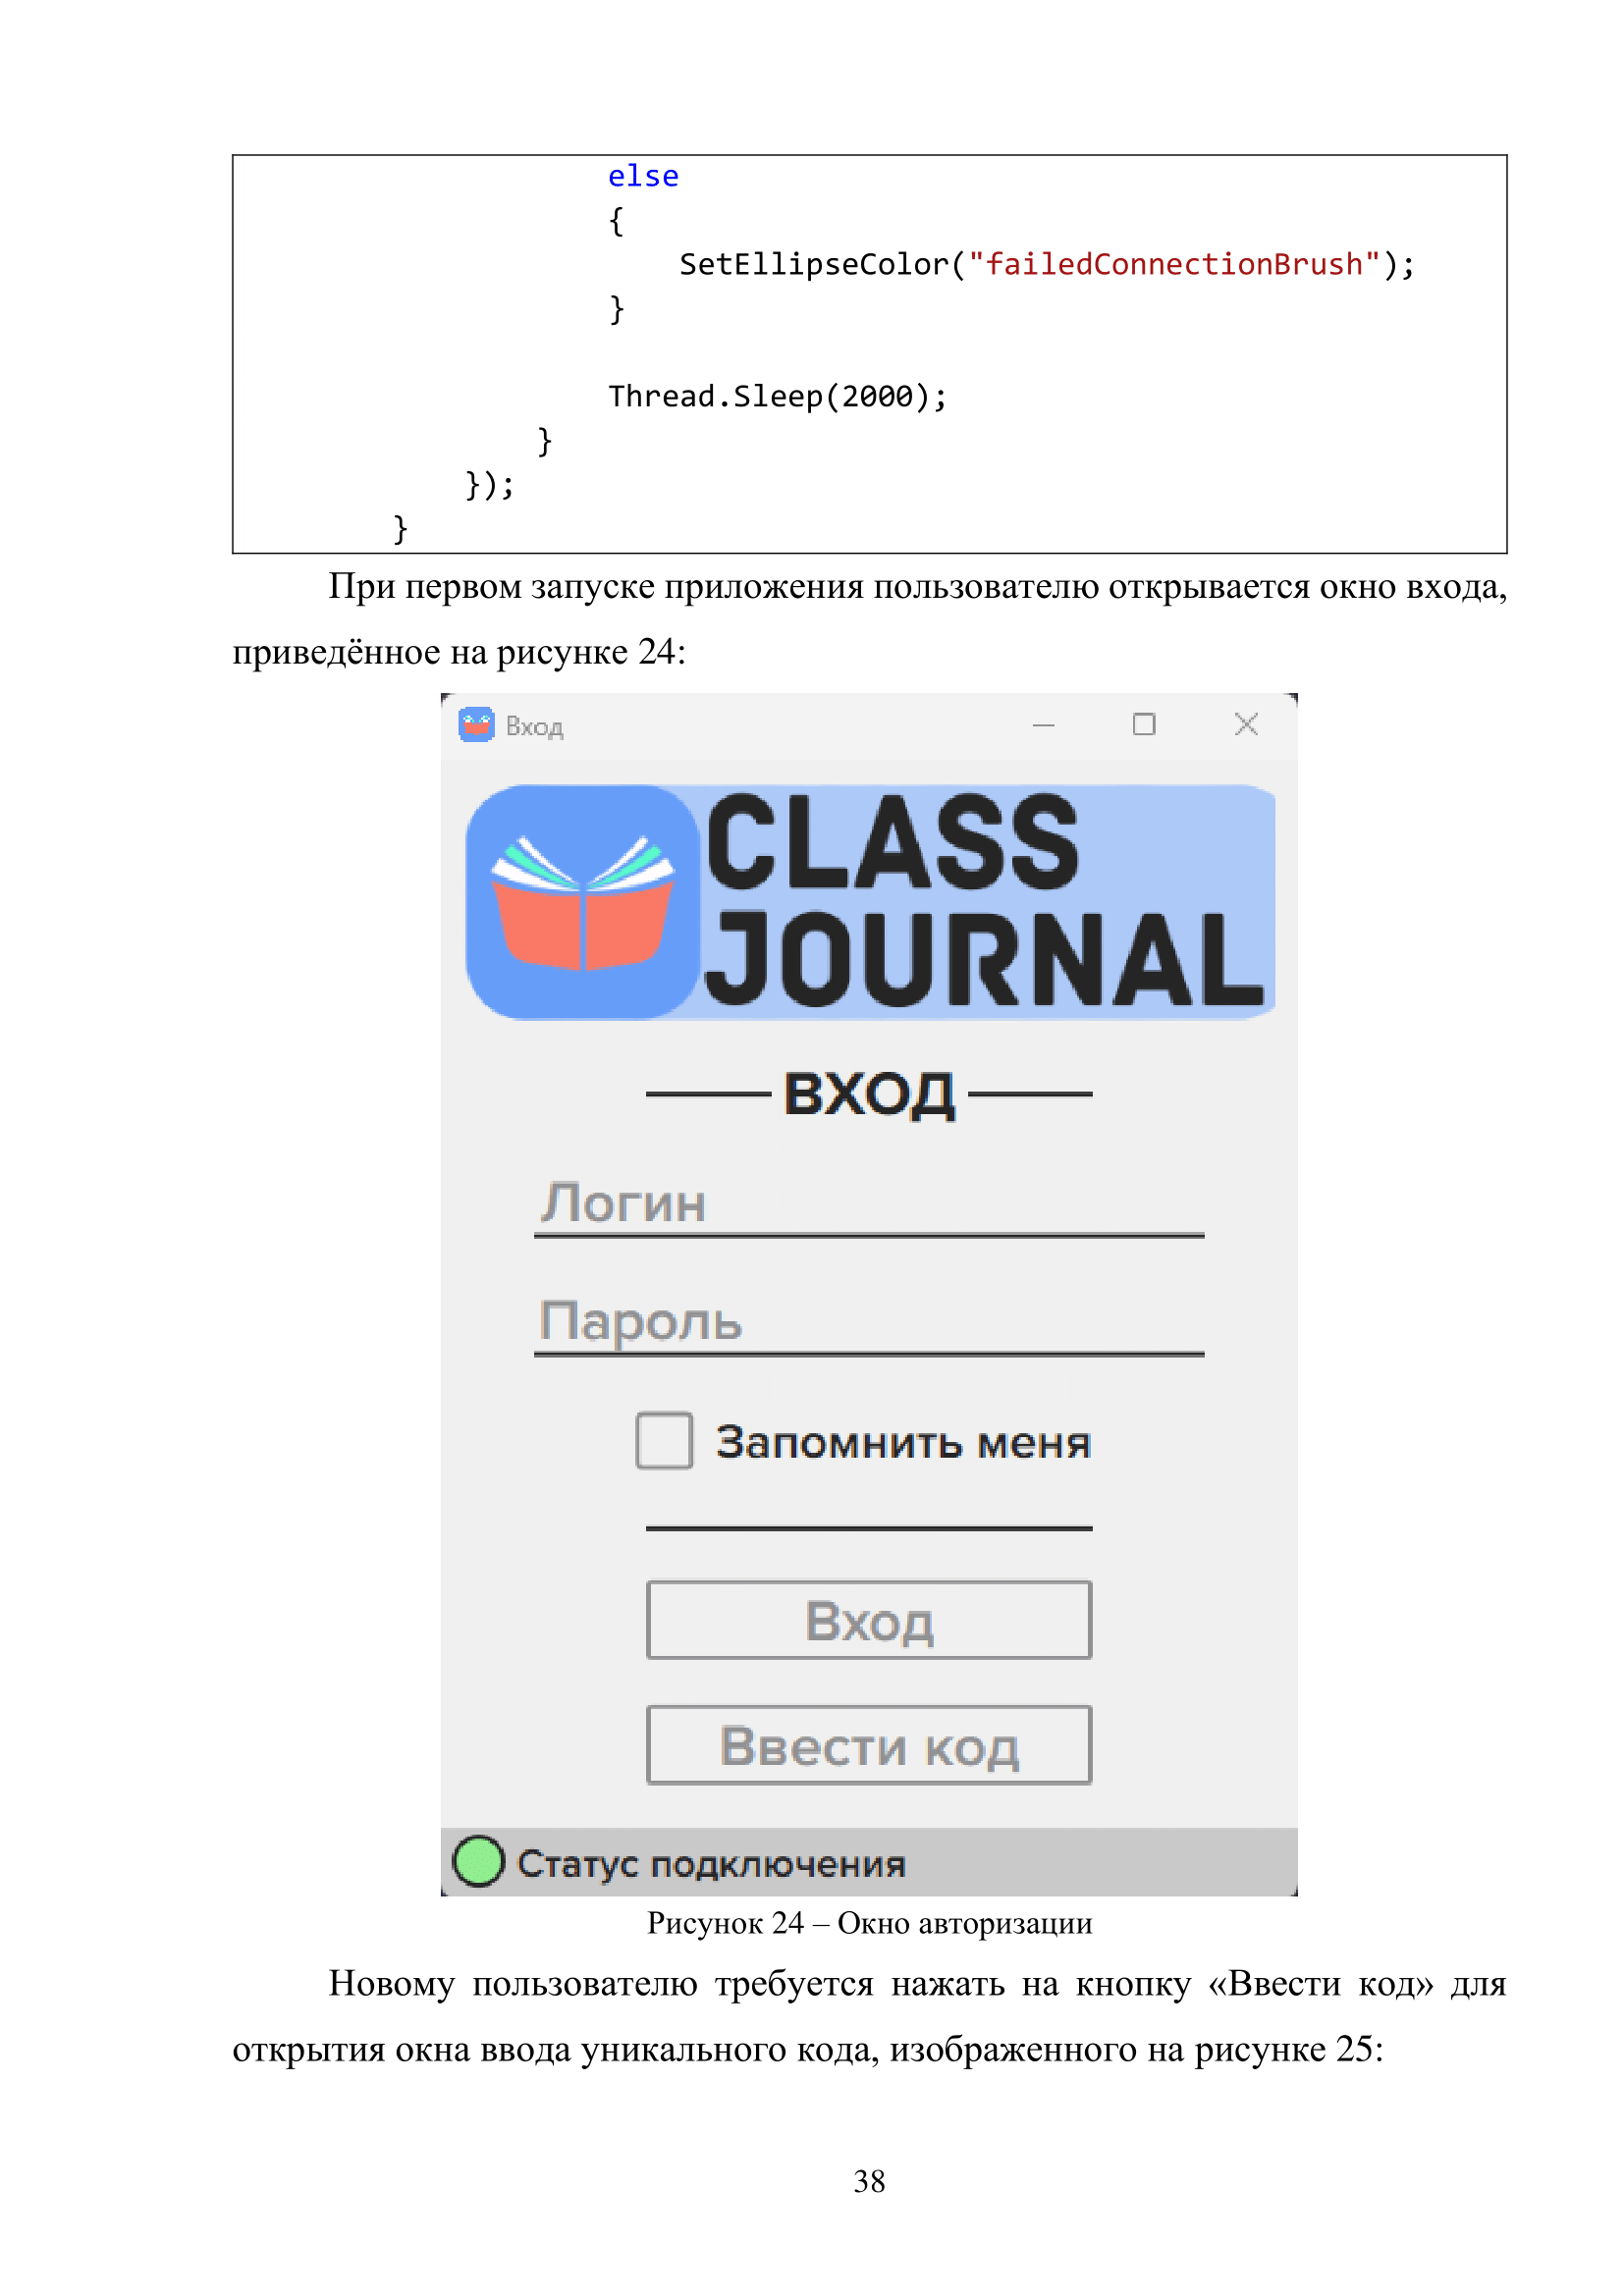 else
{
SetEllipseColor("failedConnectionBrush");
}
Thread.Sleep(2000);
}
});
}
При первом запуске приложения пользователю открывается окно входа,
приведённое на рисунке 24:
Вход
CLASS
JOURNAL
ВХОД
Логин
Пароль
Запомнить меня
Вход
Ввести код
Статус подключения
Рисунок 24 – Окно авторизации
Новому пользователю требуется нажать на кнопку «Ввести код» для
открытия окна ввода уникального кода, изображенного на рисунке 25:
38